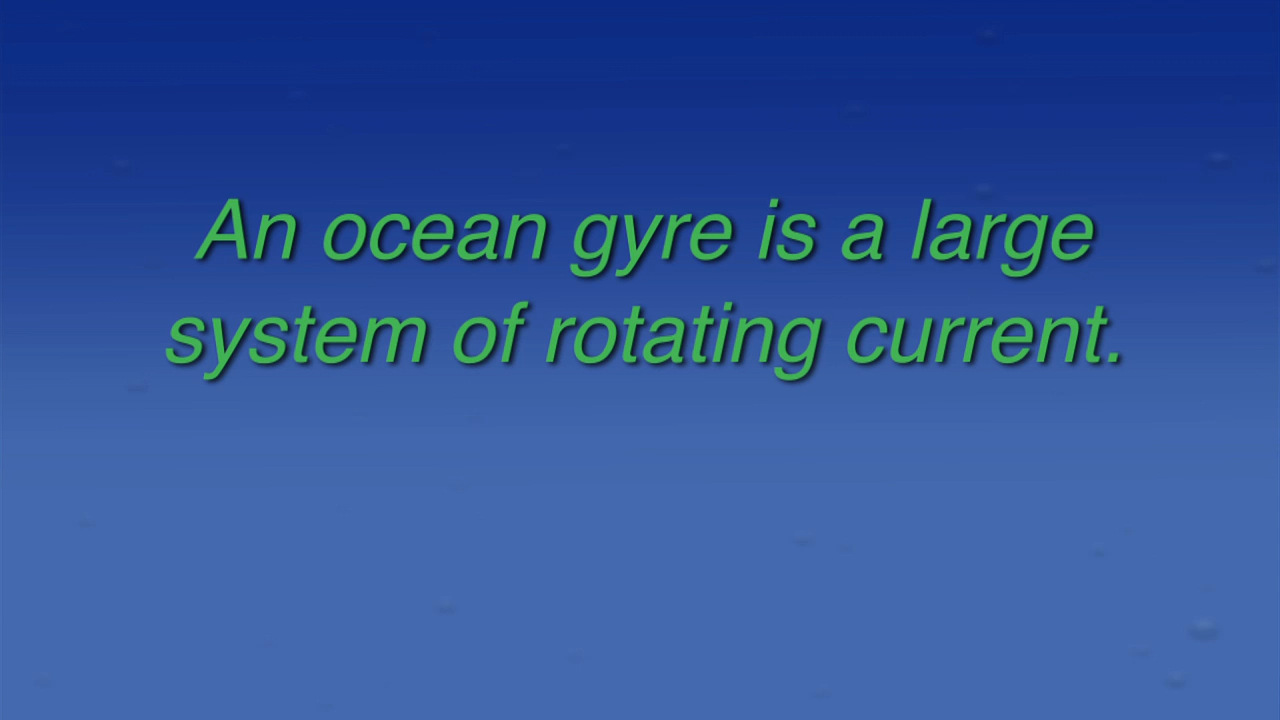 An ocean gyre is a large
system of rotating current.